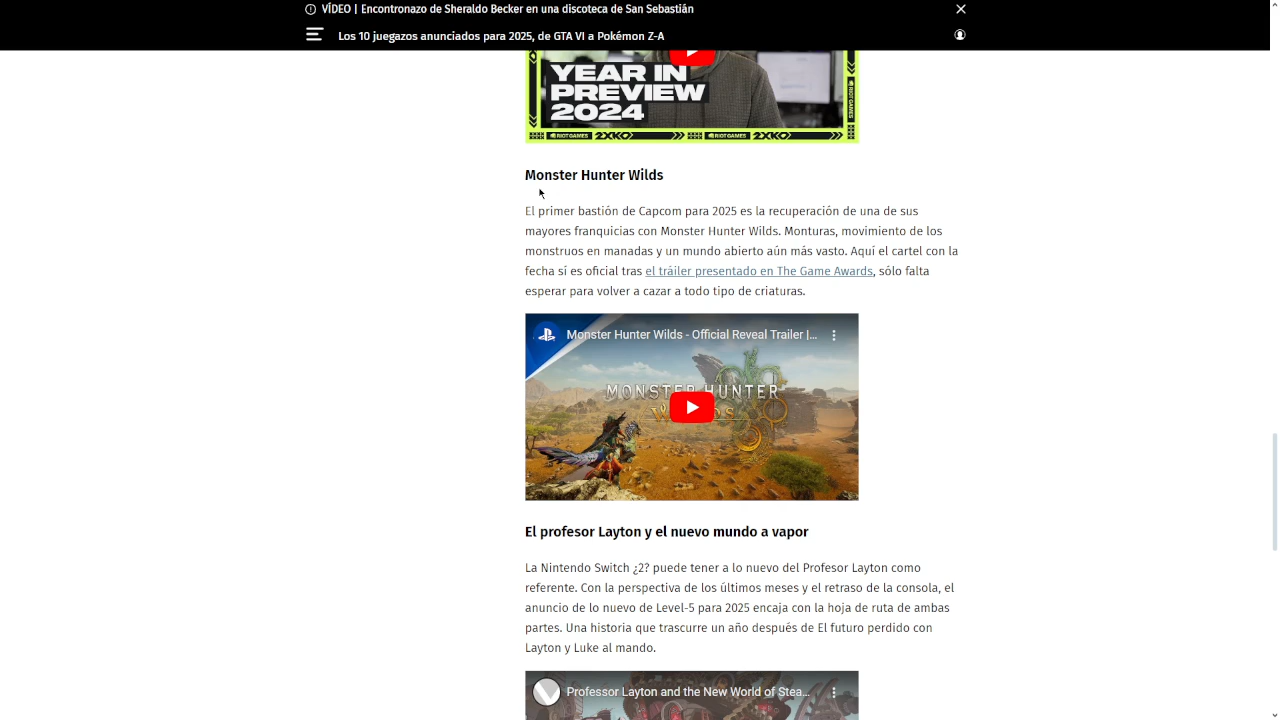 VÍDEO | Encontronazo de Sheraldo Becker en una discoteca de San Sebastián
Los 10 juegazos anunciados para 2025, de GTA VI a Pokémon Z-A
YEAR IN
PREVIEW
2024
RIOT GAMES
RIOT GAMES 2XKO RIOT GAMES 2XKO
Monster Hunter Wilds
El primer bastión de Capcom para 2025 es la recuperación de una de sus
mayores franquicias con Monster Hunter Wilds. Monturas, movimiento de los
monstruos en manadas y un mundo abierto aún más vasto. Aquí el cartel con la
fecha sí es oficial tras el tráiler presentado en The Game Awards, sólo falta
esperar para volver a cazar a todo tipo de criaturas.
Monster Hunter Wilds - Official Reveal Trailer |...
MONSTER HUNTER
WILDS
El profesor Layton y el nuevo mundo a vapor
La Nintendo Switch ¿2? puede tener a lo nuevo del Profesor Layton como
referente. Con la perspectiva de los últimos meses y el retraso de la consola, el
anuncio de lo nuevo de Level-5 para 2025 encaja con la hoja de ruta de ambas
partes. Una historia que trascurre un año después de El futuro perdido con
Layton y Luke al mando.
Professor Layton and the New World of Stea...